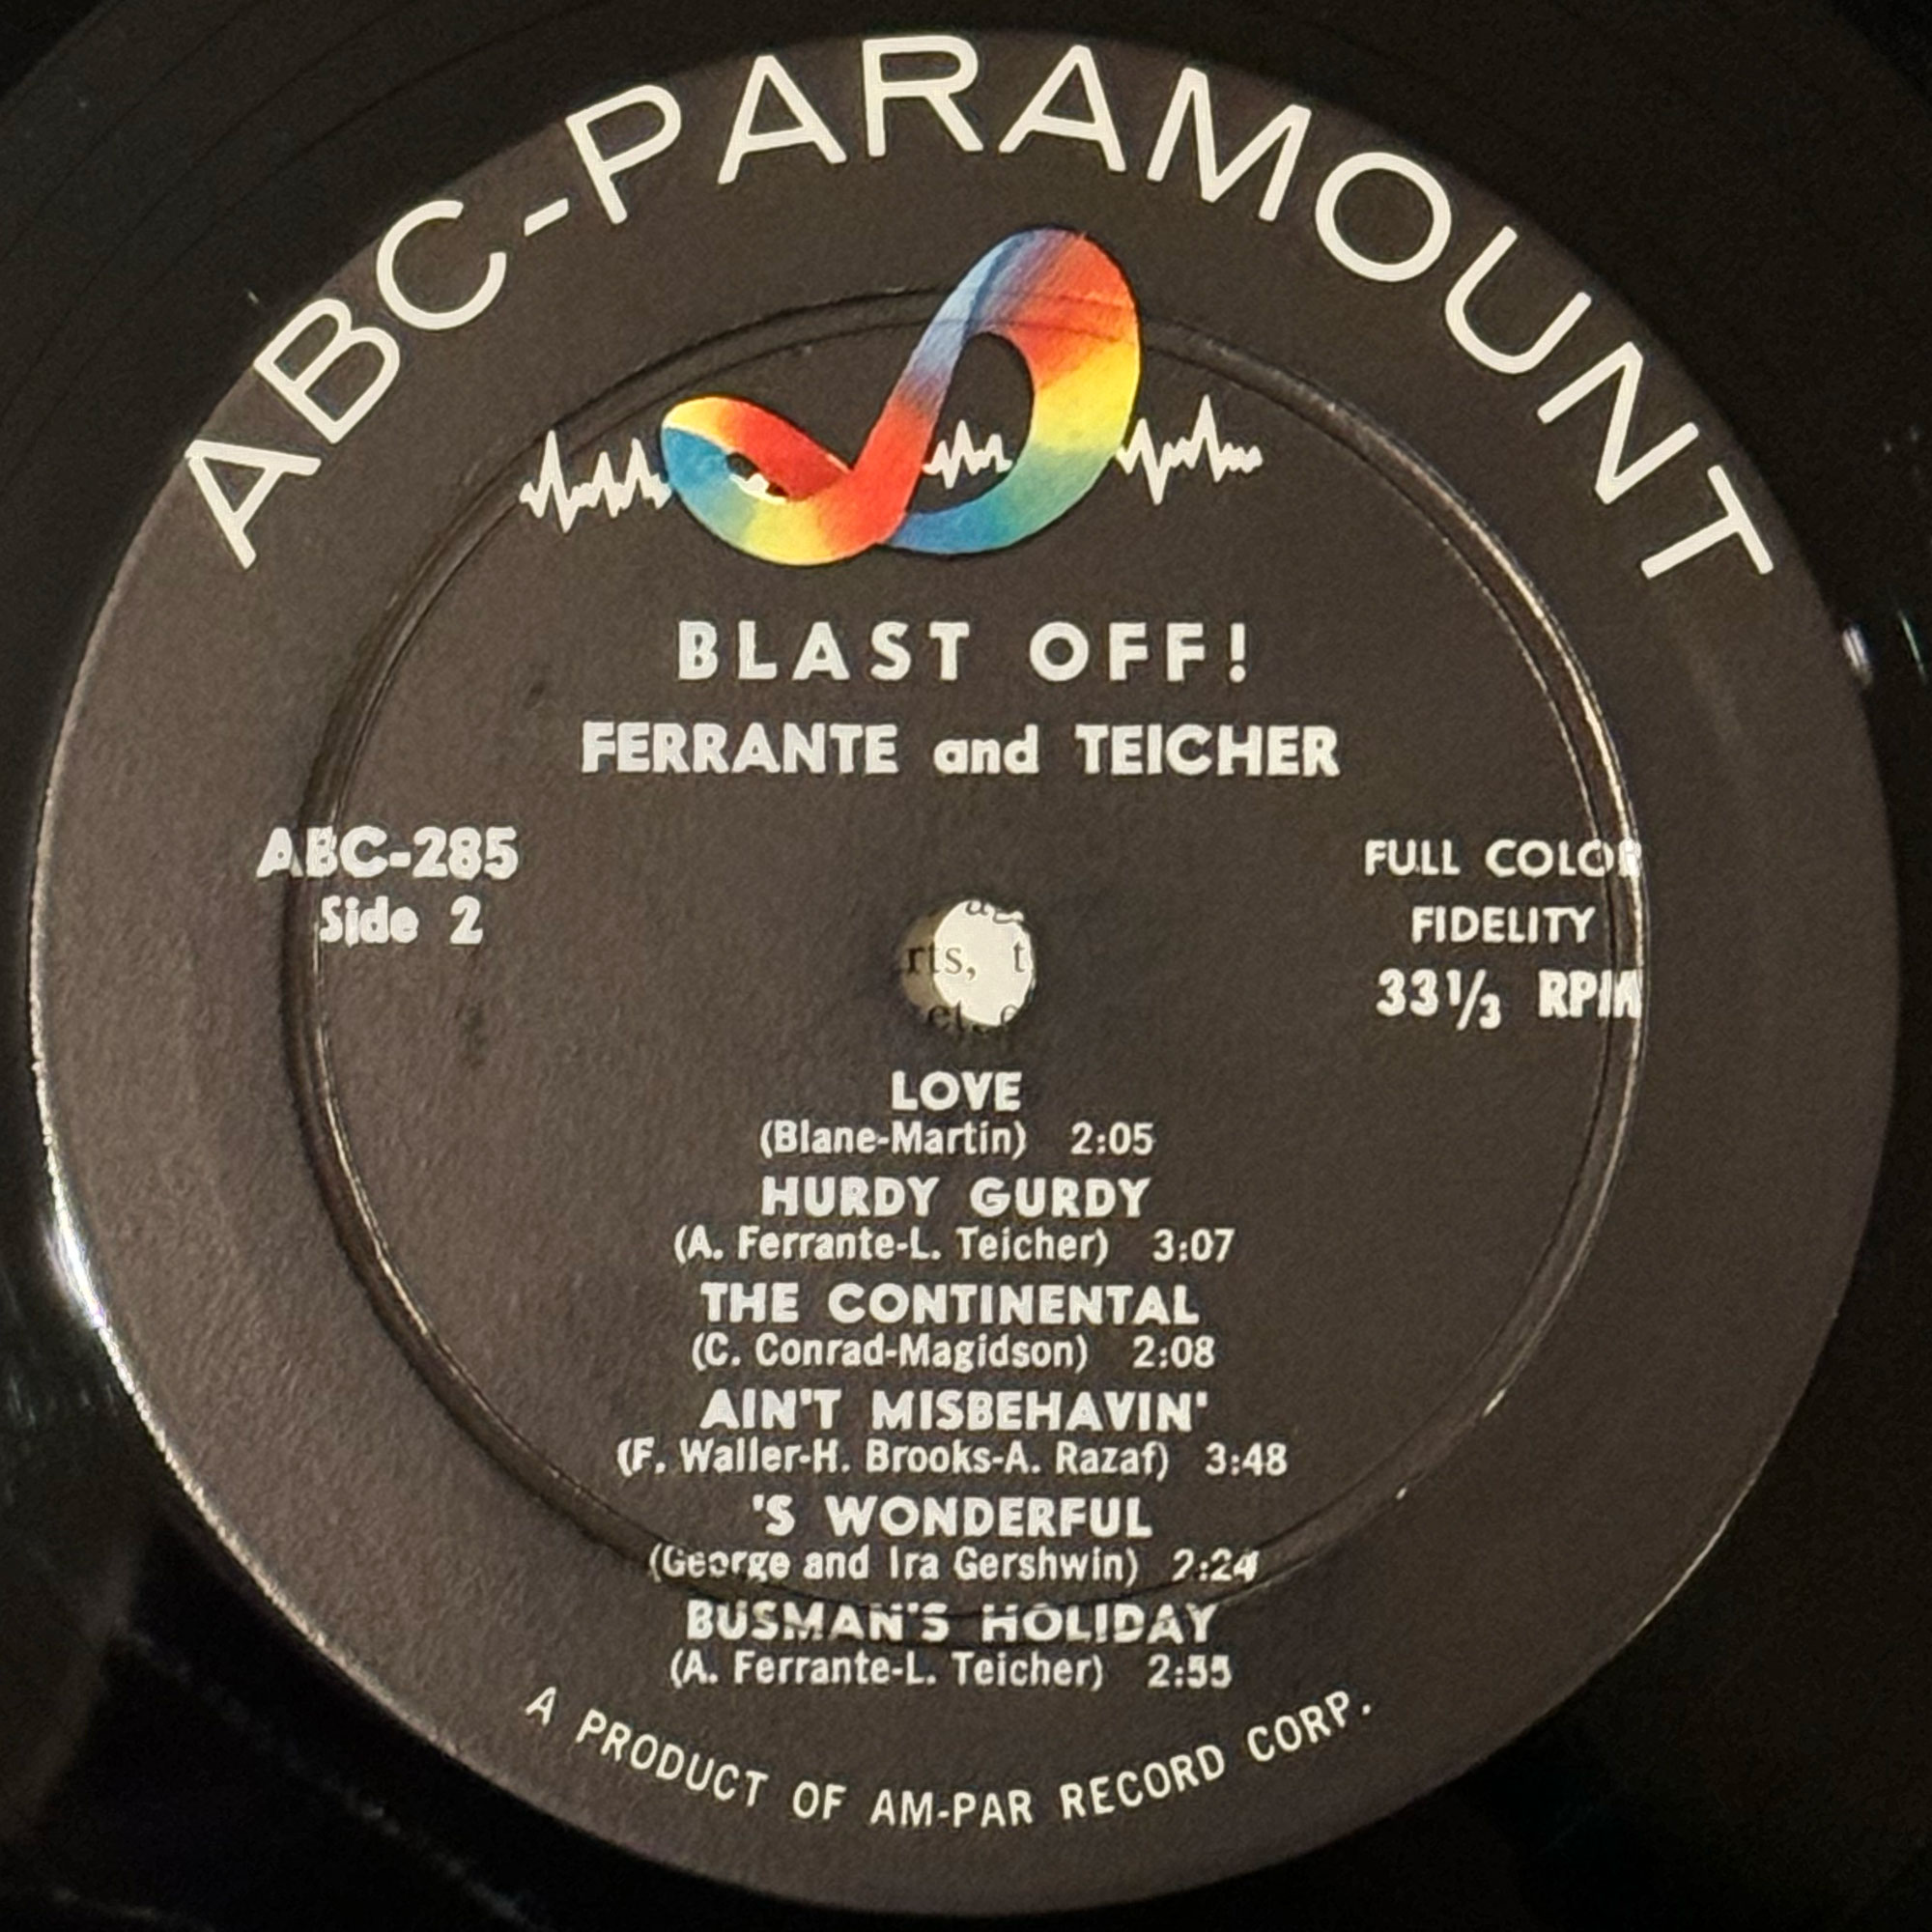 ABC-PARAMOUNT
BLAST OFF!
FERRANTE and TEICHER
ABC-285
Side 2
FULL COLOR
FIDELITY
33 1/3 RPM
rts, t
LOVE
(Blane-Martin) 2:05
HURDY GURDY
(A. Ferrante-L. Teicher) 3:07
THE CONTINENTAL
(C. Conrad-Magidson) 2:08
AIN'T MISBEHAVIN'
(F. Waller-H. Brooks-A. Razaf) 3:48
'S WONDERFUL
(George and Ira Gershwin) 2:24
BUSMAN'S HOLIDAY
(A. Ferrante-L. Teicher) 2:55
A PRODUCT OF AM-PAR RECORD CORP.